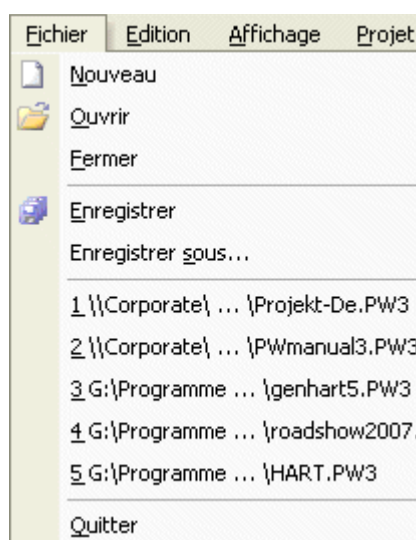 Fichier Edition Affichage Projet
Nouveau
Ouvrir
Fermer
Enregistrer
Enregistrer sous...
1 \\Corporate\ ... \Projekt-De.PW3
2 \\Corporate\ ... \PWmanual3.PW3
3 G:\Programme ... \genhart5.PW3
4 G:\Programme ... \roadshow2007.
5 G:\Programme ... \HART.PW3
Quitter